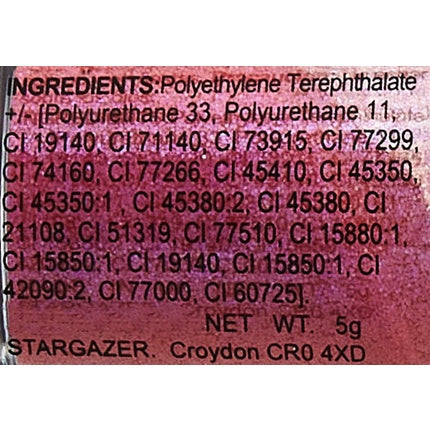 INGREDIENTS:Polyethylene Terephthalate
+/- [Polyurethane 33, Polyurethane 11,
CI 19140, CI 71140, CI 73915, CI 77299,
CI 74160, CI 77266, CI 45410, CI 45350,
CI 45350:1 , CI 45380:2, CI 45380, CI
21108, CI 51319, CI 77510, CI 15880:1,
CI 15850:1, CI 19140, CI 15850:1, CI
42090:2, CI 77000, CI 60725].
NET WT. 5g
STARGAZER. Croydon CR0 4XD